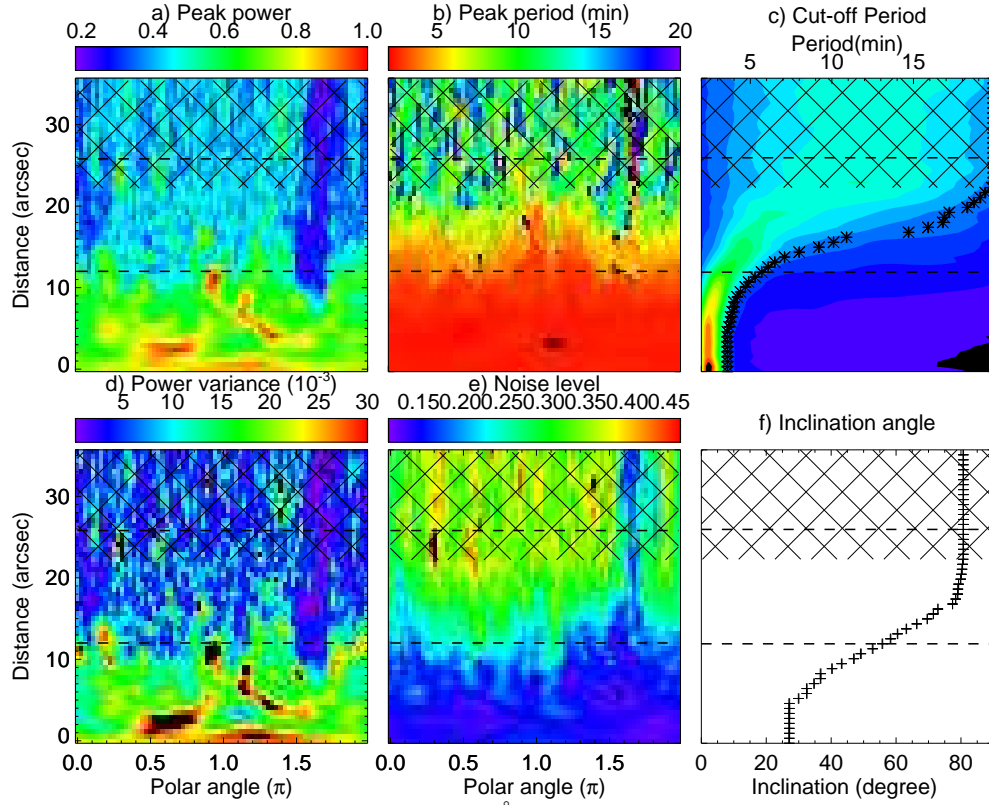 a) Peak power
0.2 0.4 0.6 0.8 1.0
b) Peak period (min)
5 10 15 20
c) Cut-off Period
Period(min)
5 10 15
Distance (arcsec)
30
20
10
0
d) Power variance (10-3)
5 10 15 20 25 30
e) Noise level
0.15 0.20 0.25 0.30 0.35 0.40 0.45
f) Inclination angle
Distance (arcsec)
30
20
10
0
0.0 0.5 1.0 1.5
0.0 0.5 1.0 1.5
0 20 40 60 80
Polar angle (π)
Polar angle (π)
Inclination (degree)